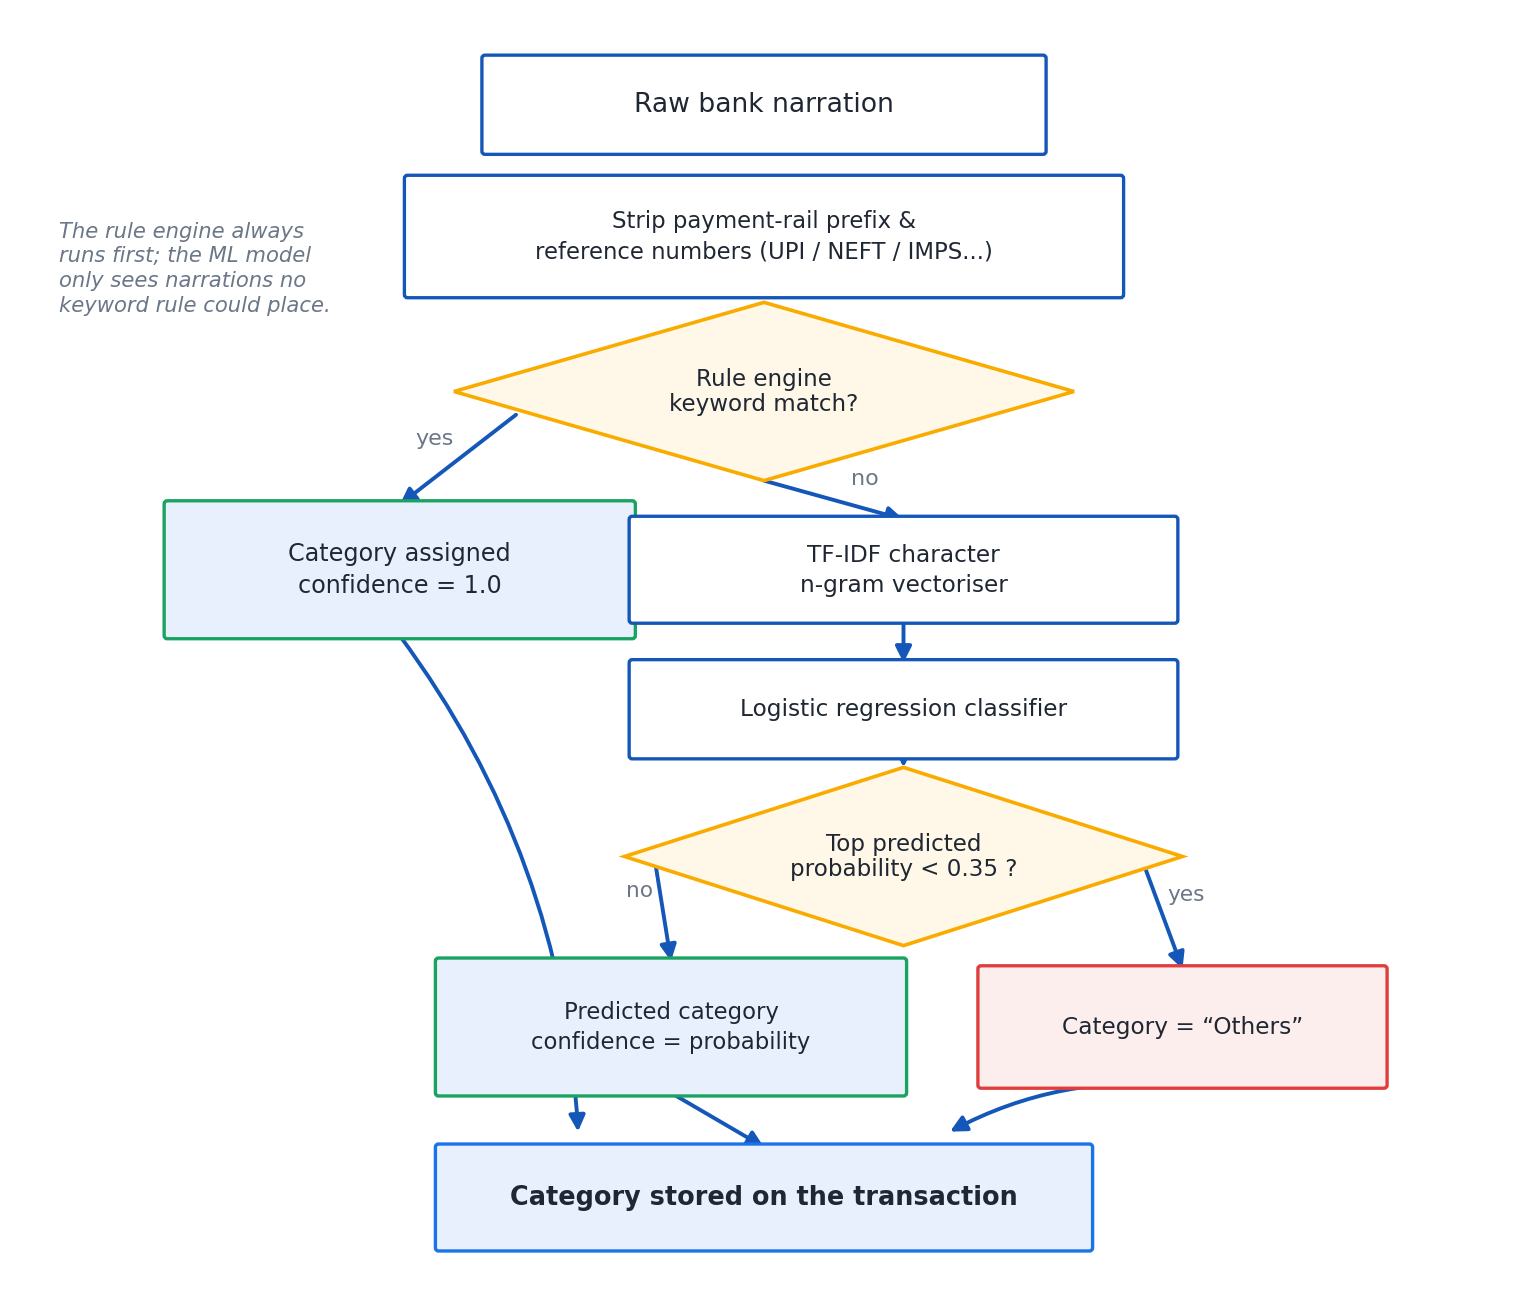 Raw bank narration
Strip payment-rail prefix &
reference numbers (UPI / NEFT / IMPS...)
The rule engine always
runs first; the ML model
only sees narrations no
keyword rule could place.
Rule engine
keyword match?
yes
no
Category assigned
confidence = 1.0
TF-IDF character
n-gram vectoriser
Logistic regression classifier
Top predicted
probability < 0.35 ?
no
yes
Predicted category
confidence = probability
Category = “Others”
Category stored on the transaction